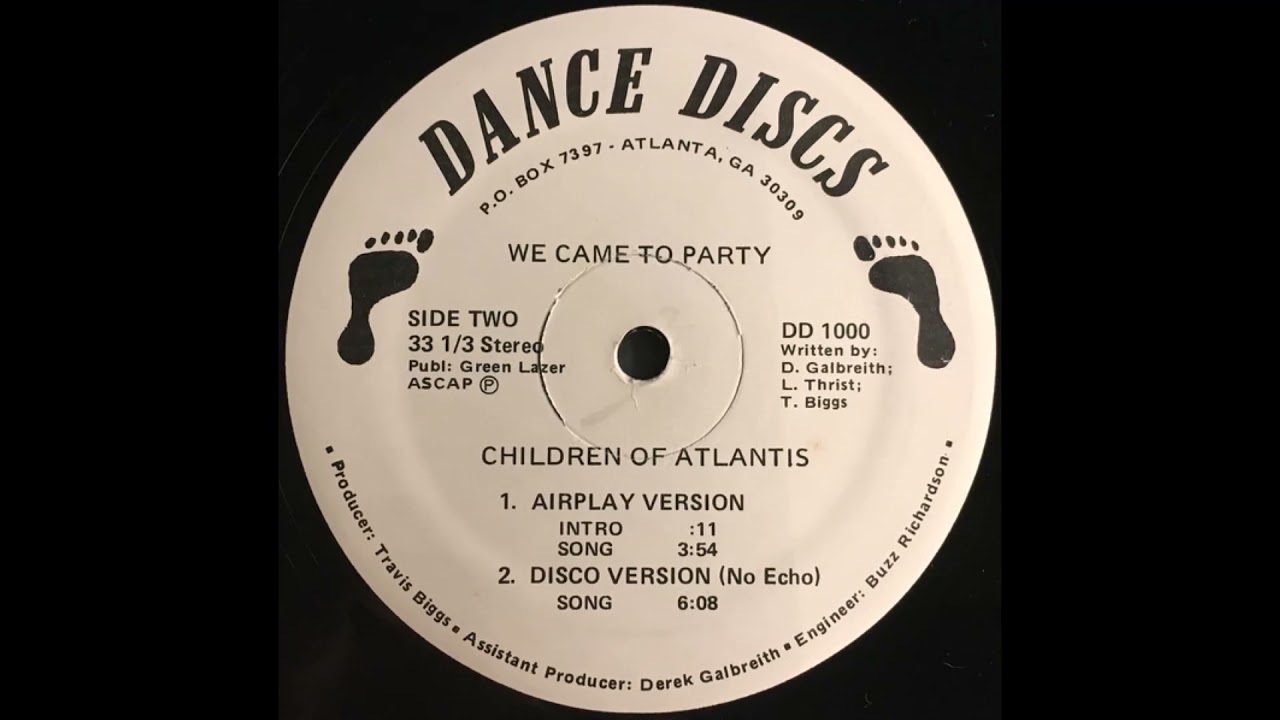 DANCE DISCS
P.O. BOX 7397 - ATLANTA, GA 30309
WE CAME TO PARTY
SIDE TWO
33 1/3 Stereo
Publ: Green Lazer
ASCAP Ⓟ
DD 1000
Written by:
D. Galbreith;
L. Thrist;
T. Biggs
CHILDREN OF ATLANTIS
1. AIRPLAY VERSION
INTRO :11
SONG 3:54
2. DISCO VERSION (No Echo)
SONG 6:08
▪ Producer: Travis Biggs ▪ Assistant Producer: Derek Galbreith ▪ Engineer: Buzz Richardson ▪